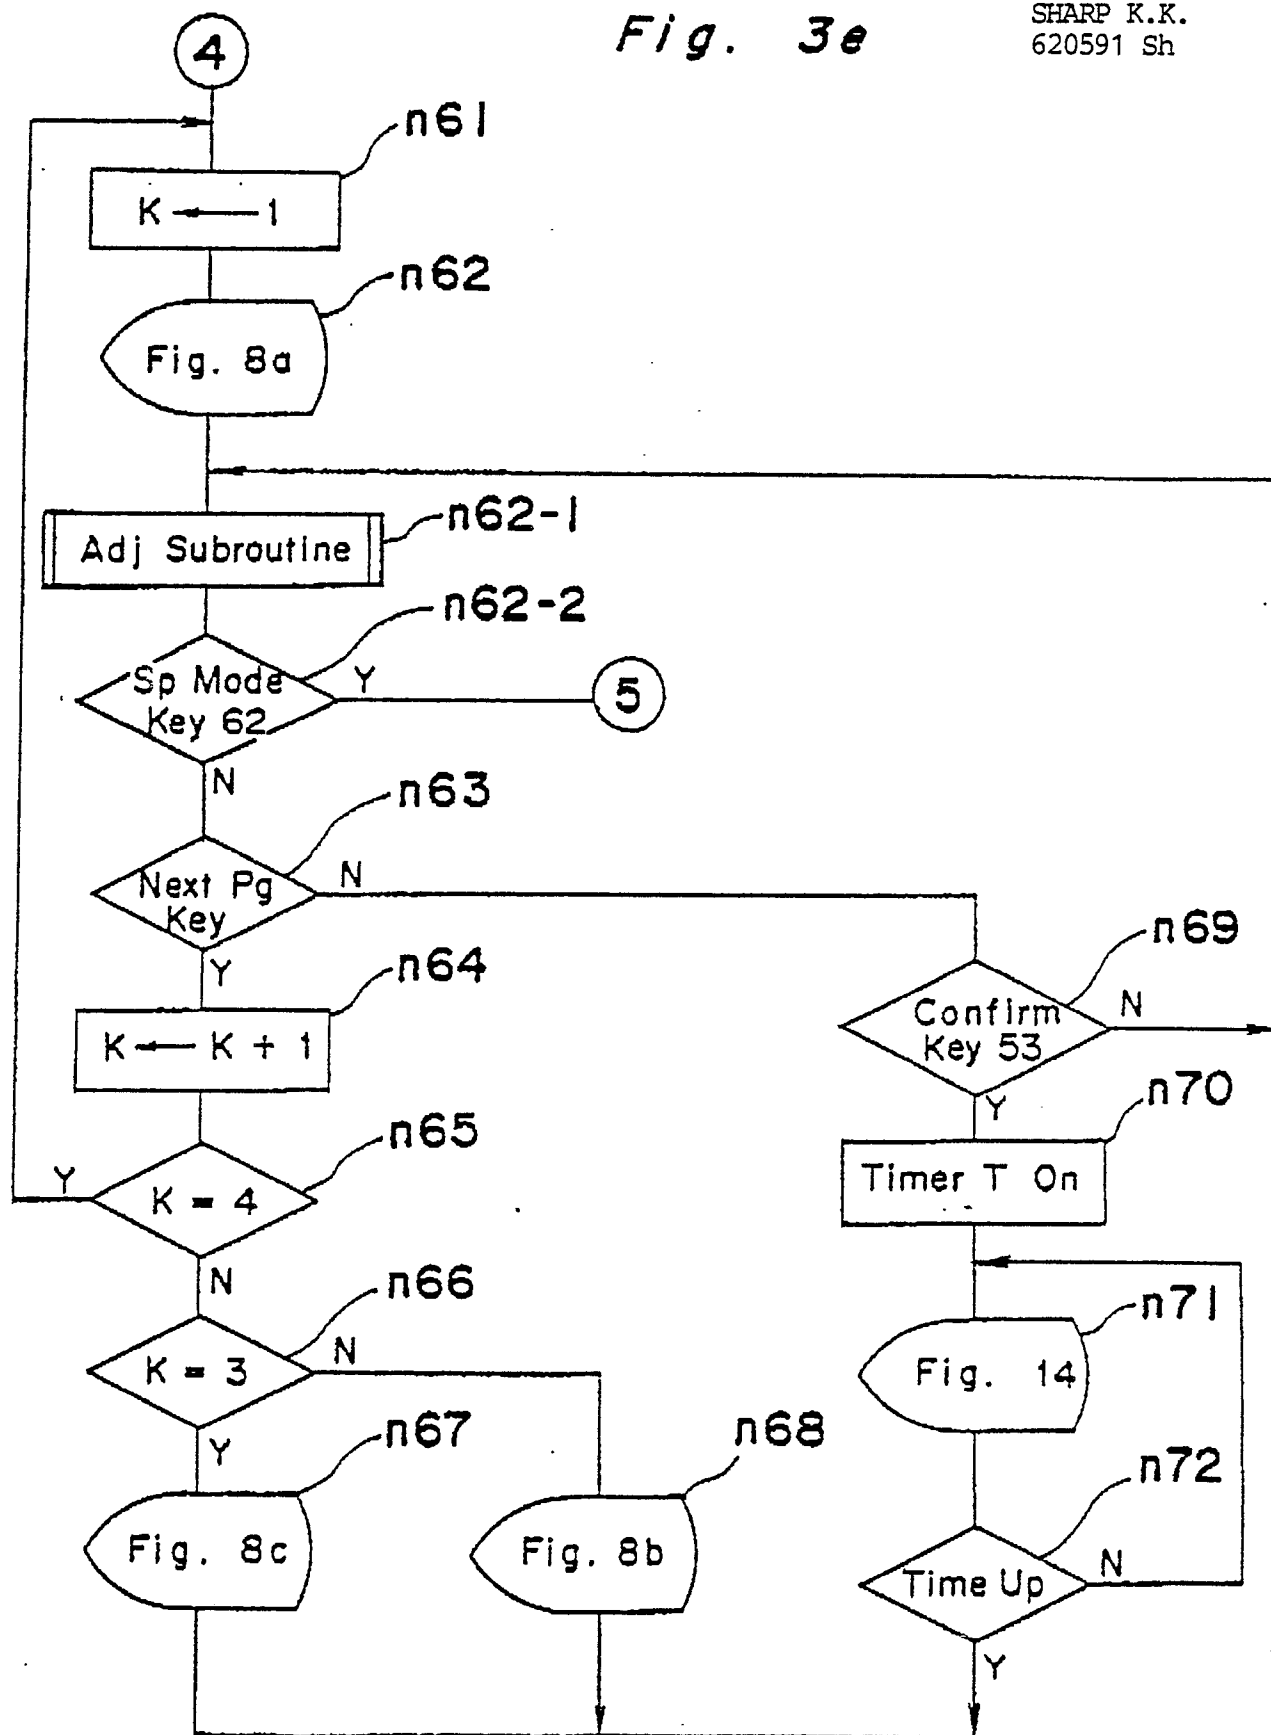 Fig. 3e
SHARP K.K.
620591 Sh
4
n61
K ← 1
n62
Fig. 8a
n62-1
Adj Subroutine
n62-2
Sp Mode
Key 62
Y
5
N
n63
Next Pg
Key
N
Y
n64
K ← K + 1
n65
Y
K = 4
N
n66
K = 3
N
Y
n67
Fig. 8c
n68
Fig. 8b
n69
Confirm
Key 53
N
Y
n70
Timer T On
n71
Fig. 14
n72
Time Up
N
Y